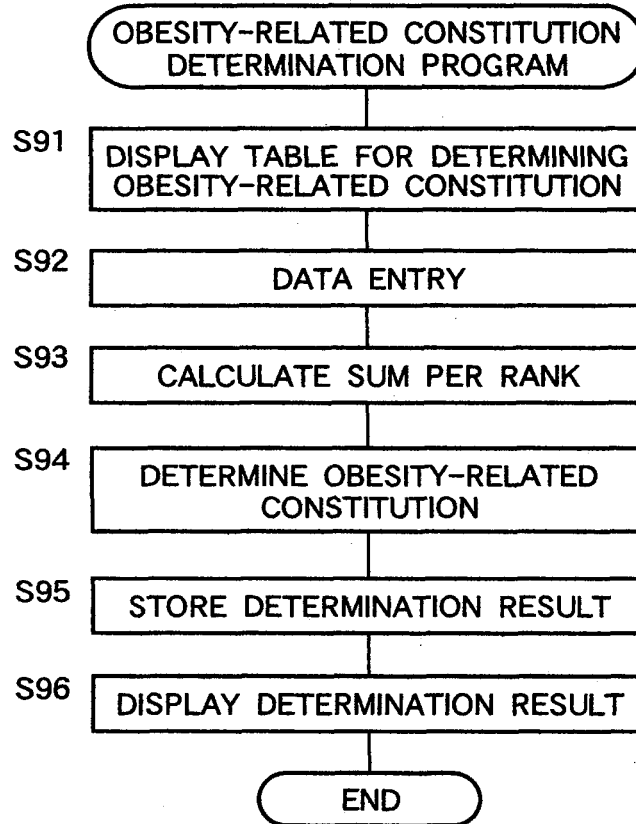 OBESITY-RELATED CONSTITUTION
DETERMINATION PROGRAM
S91
DISPLAY TABLE FOR DETERMINING
OBESITY-RELATED CONSTITUTION
S92
DATA ENTRY
S93
CALCULATE SUM PER RANK
S94
DETERMINE OBESITY-RELATED
CONSTITUTION
S95
STORE DETERMINATION RESULT
S96
DISPLAY DETERMINATION RESULT
END